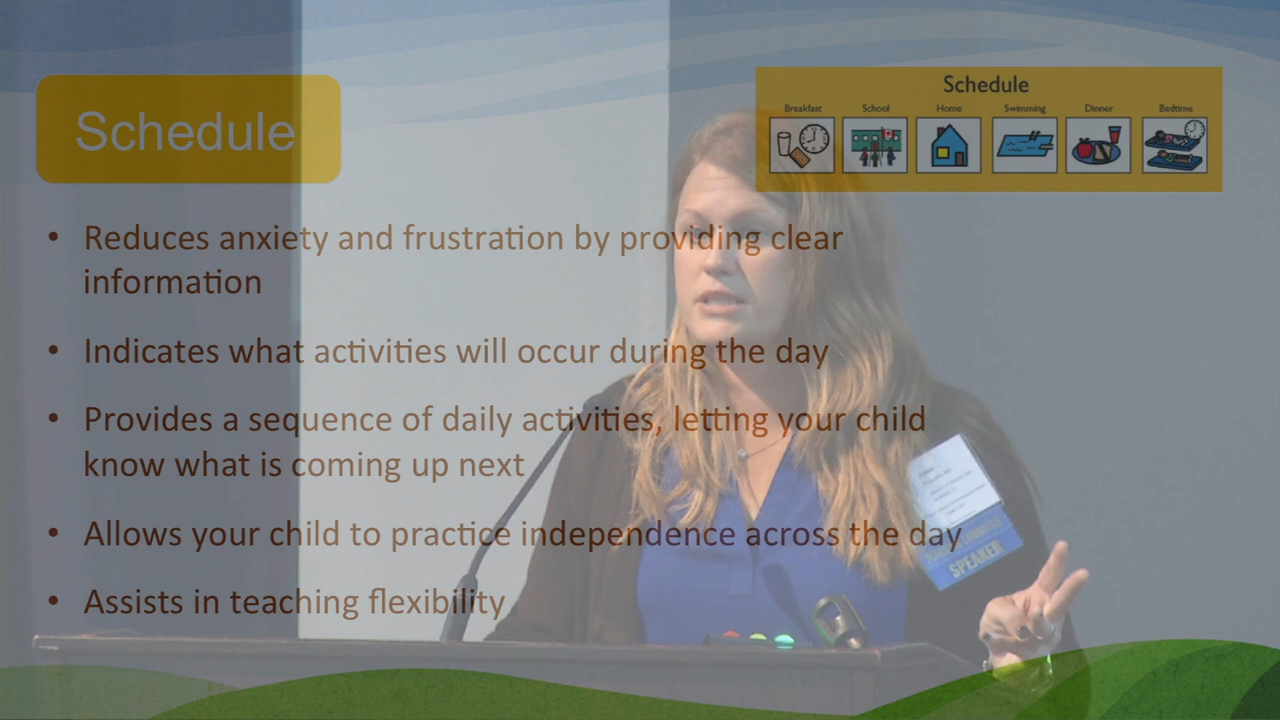 Schedule
Schedule
Breakfast School Home Swimming Dinner Bedtime
• Reduces anxiety and frustration by providing clear
information
• Indicates what activities will occur during the day
• Provides a sequence of daily activities, letting your child
know what is coming up next
• Allows your child to practice independence across the day
• Assists in teaching flexibility
SPEAKER